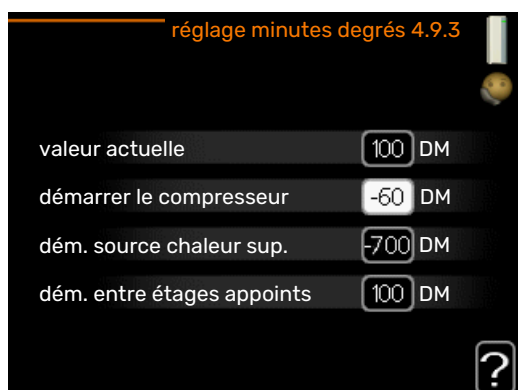 réglage minutes degrés 4.9.3
valeur actuelle 100 DM
démarrer le compresseur -60 DM
dém. source chaleur sup. -700 DM
dém. entre étages appoints 100 DM
?